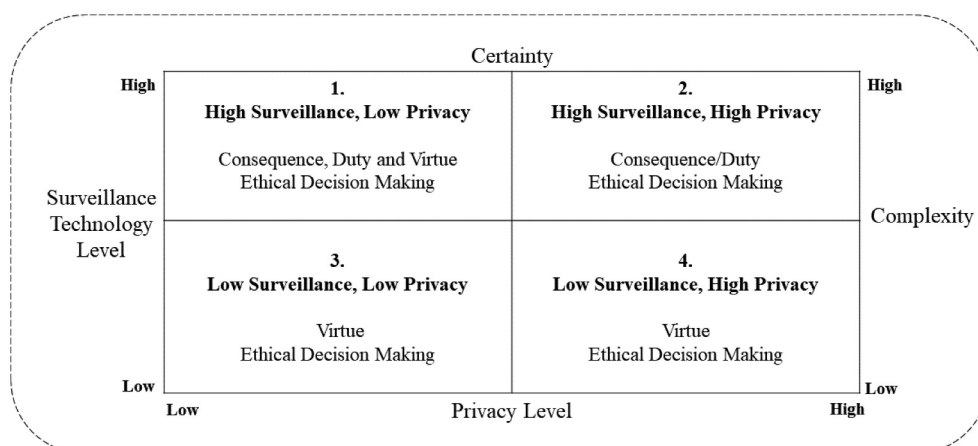 Certainty
High
High
1.
High Surveillance, Low Privacy
Consequence, Duty and Virtue
Ethical Decision Making
2.
High Surveillance, High Privacy
Consequence/Duty
Ethical Decision Making
Surveillance
Technology
Level
Complexity
3.
Low Surveillance, Low Privacy
Virtue
Ethical Decision Making
4.
Low Surveillance, High Privacy
Virtue
Ethical Decision Making
Low
Low
Low
Privacy Level
High